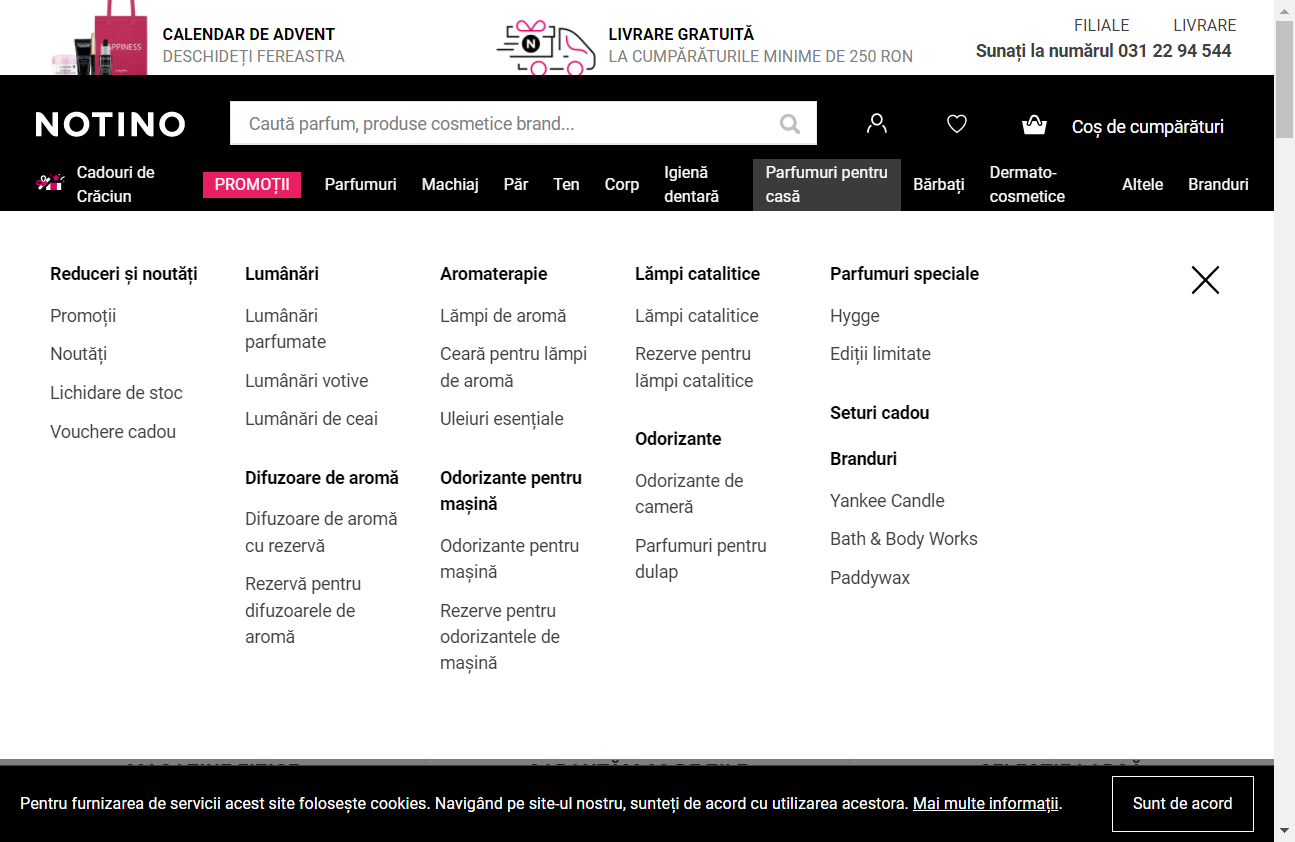 CALENDAR DE ADVENT
DESCHIDEȚI FEREASTRA
LIVRARE GRATUITĂ
LA CUMPĂRĂTURILE MINIME DE 250 RON
FILIALE LIVRARE
Sunați la numărul 031 22 94 544
NOTINO
Caută parfum, produse cosmetice brand...
Coș de cumpărături
Cadouri de
Crăciun
PROMOȚII
Parfumuri
Machiaj
Păr
Ten
Corp
Igienă
dentară
Parfumuri pentru
casă
Bărbați
Dermato-
cosmetice
Altele
Branduri
Reduceri și noutăți
Promoții
Noutăți
Lichidare de stoc
Vouchere cadou
Lumânări
Lumânări
parfumate
Lumânări votive
Lumânări de ceai
Difuzoare de aromă
Difuzoare de aromă
cu rezervă
Rezervă pentru
difuzoarele de
aromă
Aromaterapie
Lămpi de aromă
Ceară pentru lămpi
de aromă
Uleiuri esențiale
Odorizante pentru
mașină
Odorizante pentru
mașină
Rezerve pentru
odorizantele de
mașină
Lămpi catalitice
Lămpi catalitice
Rezerve pentru
lămpi catalitice
Odorizante
Odorizante de
cameră
Parfumuri pentru
dulap
Parfumuri speciale
Hygge
Ediții limitate
Seturi cadou
Branduri
Yankee Candle
Bath & Body Works
Paddywax
Pentru furnizarea de servicii acest site folosește cookies. Navigând pe site-ul nostru, sunteți de acord cu utilizarea acestora. Mai multe informații.
Sunt de acord